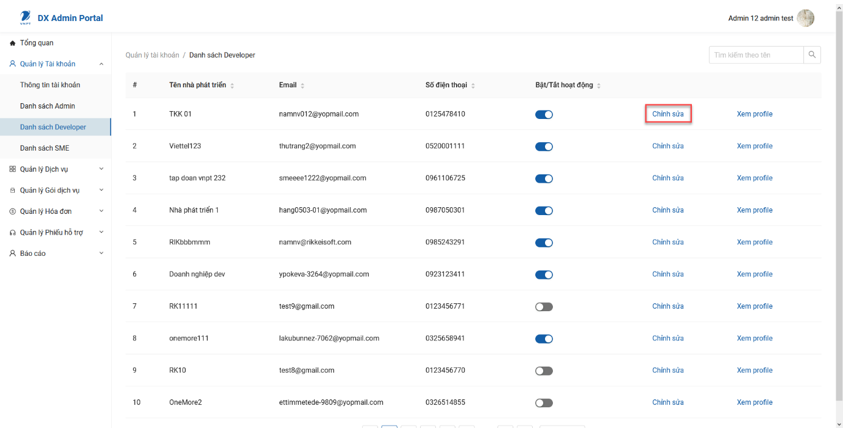 DX Admin Portal
Admin 12 admin test
Tổng quan
Quản lý Tài khoản
Thông tin tài khoản
Danh sách Admin
Danh sách Developer
Danh sách SME
Quản lý Dịch vụ
Quản lý Gói dịch vụ
Quản lý Hóa đơn
Quản lý Phiếu hỗ trợ
Báo cáo
Quản lý tài khoản / Danh sách Developer
Tìm kiếm theo tên
# Tên nhà phát triển Email Số điện thoại Bật/Tắt hoạt động
1 TKK 01 namnv012@yopmail.com 0125478410 Chỉnh sửa Xem profile
2 Viettel123 thutrang2@yopmail.com 0520001111 Chỉnh sửa Xem profile
3 tap doan vnpt 232 smeeee1222@yopmail.com 0961106725 Chỉnh sửa Xem profile
4 Nhà phát triển 1 hang0503-01@yopmail.com 0987050301 Chỉnh sửa Xem profile
5 RIKbbbmmm namnv@rikkeisoft.com 0985243291 Chỉnh sửa Xem profile
6 Doanh nghiệp dev ypokeva-3264@yopmail.com 0923123411 Chỉnh sửa Xem profile
7 RK11111 test9@gmail.com 0123456771 Chỉnh sửa Xem profile
8 onemore111 lakubunnez-7062@yopmail.com 0325658941 Chỉnh sửa Xem profile
9 RK10 test8@gmail.com 0123456770 Chỉnh sửa Xem profile
10 OneMore2 ettimmetede-9809@yopmail.com 0326514855 Chỉnh sửa Xem profile